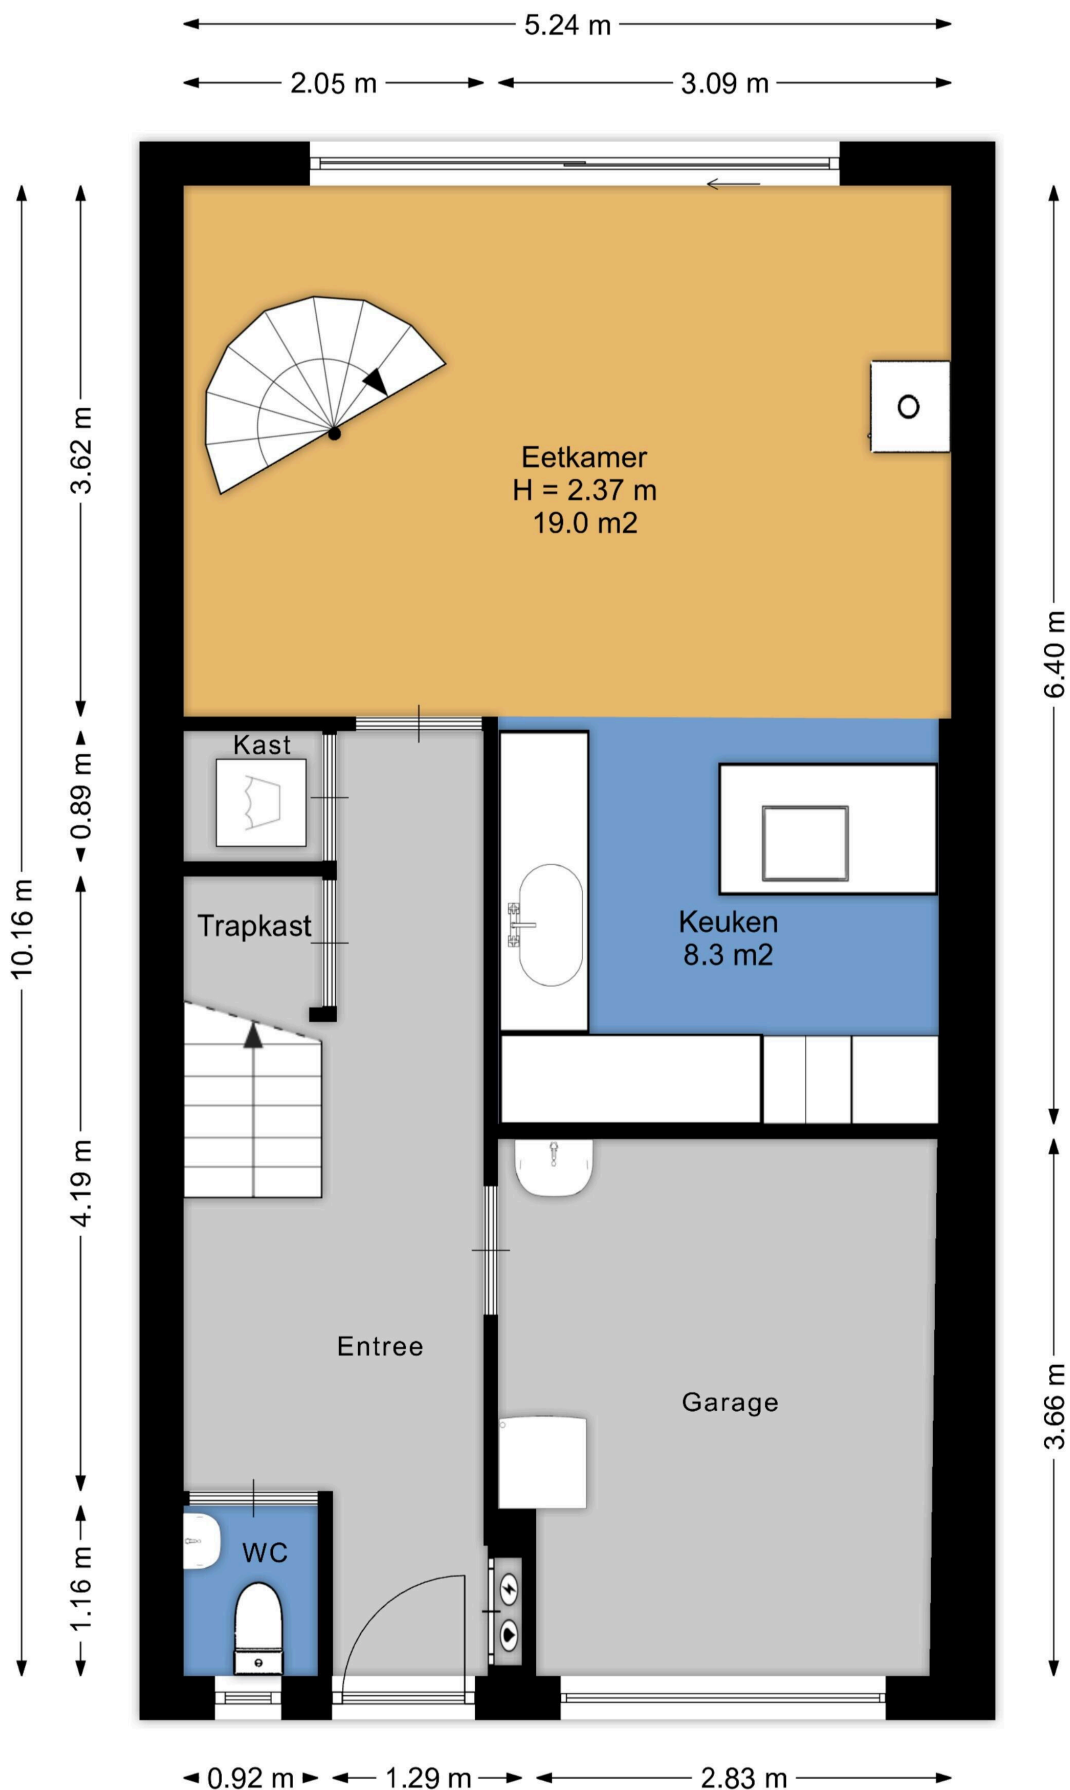 5.24 m
2.05 m
3.09 m
3.62 m
Eetkamer
H = 2.37 m
19.0 m2
6.40 m
Kast
0.89 m
10.16 m
Trapkast
Keuken
8.3 m2
4.19 m
Entree
Garage
3.66 m
WC
1.16 m
0.92 m
1.29 m
2.83 m